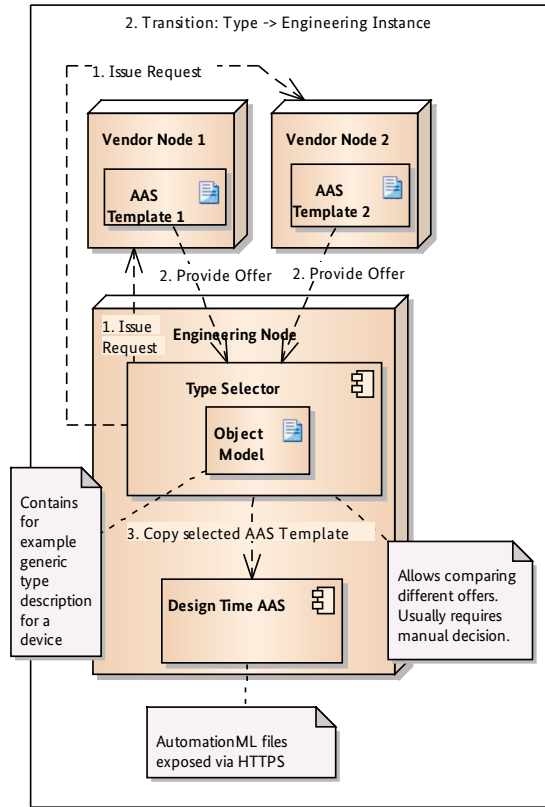 2. Transition: Type -> Engineering Instance
1. Issue Request
Vendor Node 1
AAS
Template 1
Vendor Node 2
AAS
Template 2
2. Provide Offer
2. Provide Offer
1. Issue
Request
Engineering Node
Type Selector
Object
Model
Contains
for
example
generic
type
description
for a
device
3. Copy selected AAS Template
Allows comparing
different offers.
Usually requires
manual decision.
Design Time AAS
AutomationML files
exposed via HTTPS